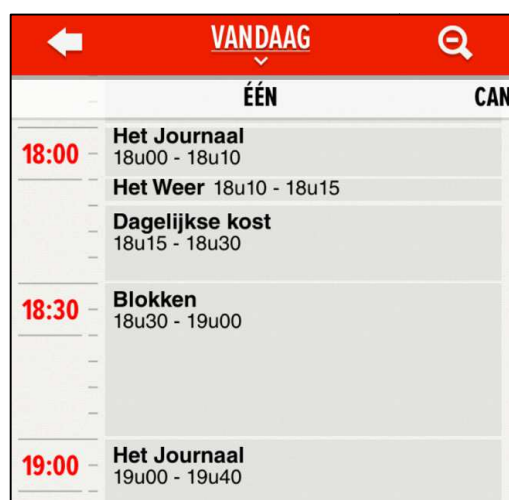 VANDAAG
ÉÉN
CAN
18:00
Het Journaal
18u00 - 18u10
Het Weer 18u10 - 18u15
Dagelijkse kost
18u15 - 18u30
18:30
Blokken
18u30 - 19u00
19:00
Het Journaal
19u00 - 19u40